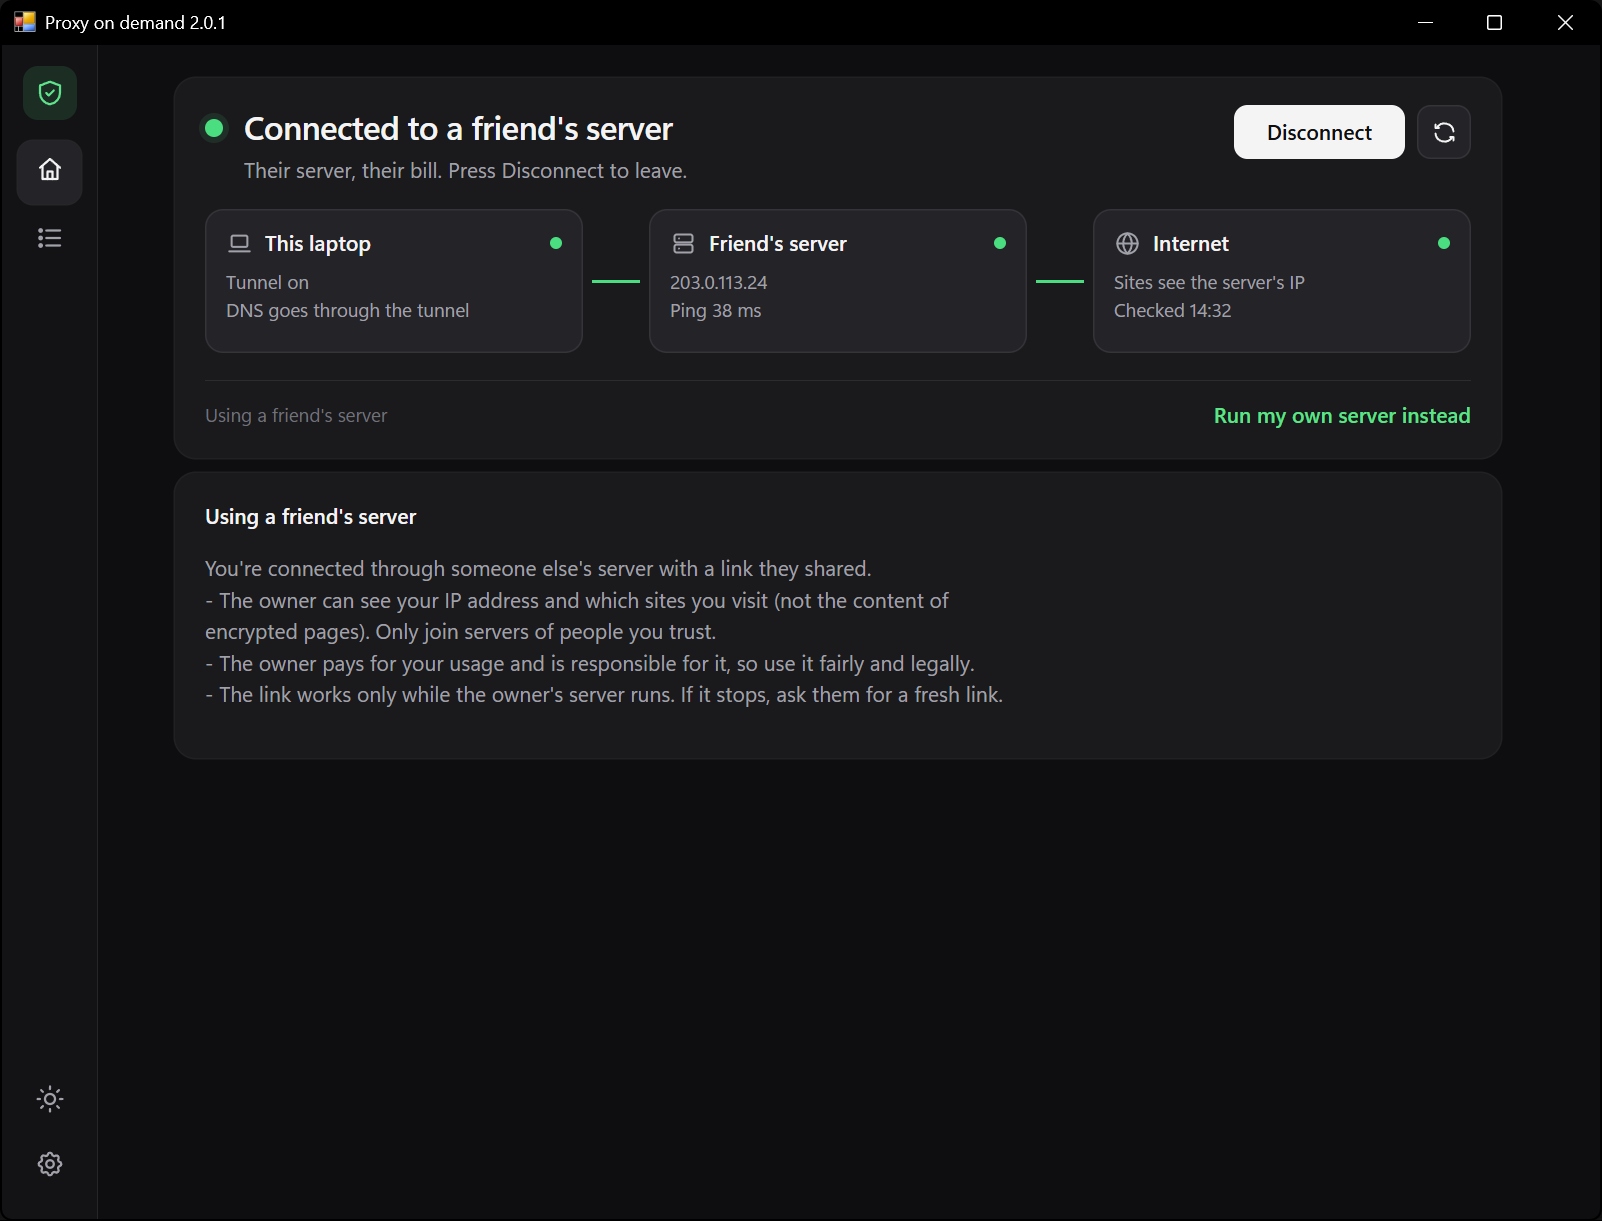 Proxy on demand 2.0.1
Connected to a friend's server
Their server, their bill. Press Disconnect to leave.
Disconnect
This laptop
Tunnel on
DNS goes through the tunnel
Friend's server
203.0.113.24
Ping 38 ms
Internet
Sites see the server's IP
Checked 14:32
Using a friend's server
Run my own server instead
Using a friend's server
You're connected through someone else's server with a link they shared.
- The owner can see your IP address and which sites you visit (not the content of
encrypted pages). Only join servers of people you trust.
- The owner pays for your usage and is responsible for it, so use it fairly and legally.
- The link works only while the owner's server runs. If it stops, ask them for a fresh link.